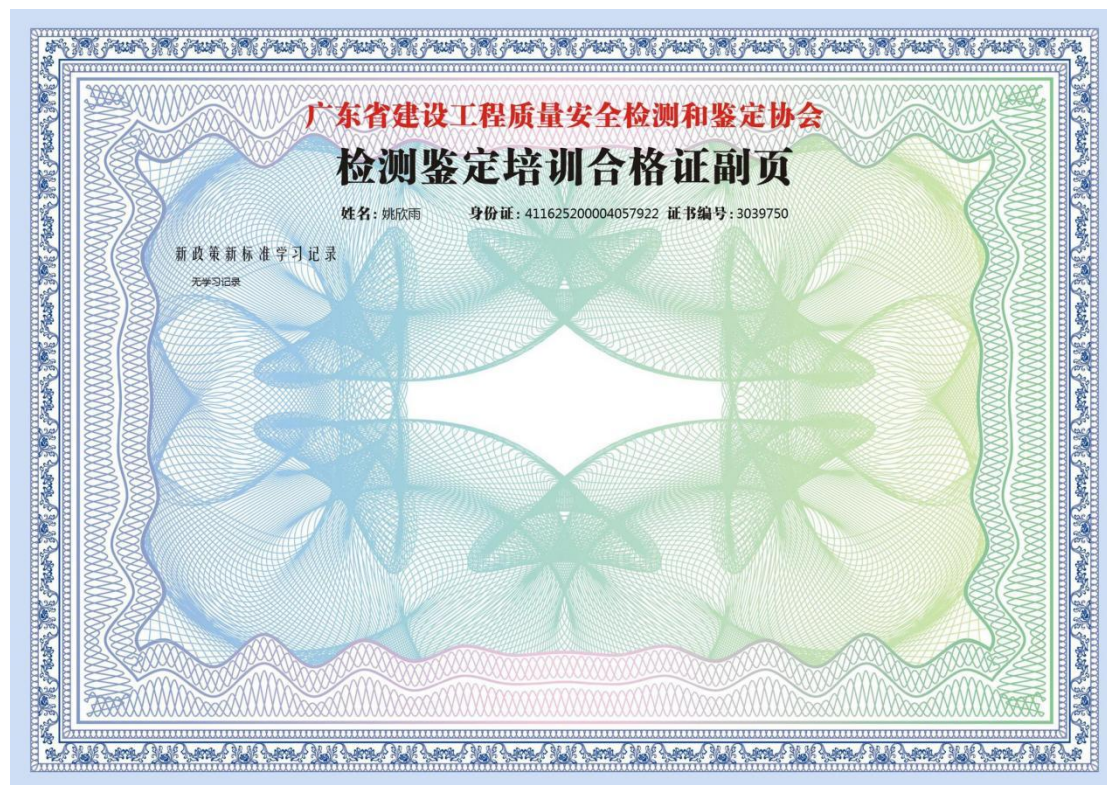 广东省建设工程质量安全检测和鉴定协会
检测鉴定培训合格证副页
姓名：姚欣雨 身份证：411625200004057922 证书编号：3039750
新政策新标准学习记录
无学习记录